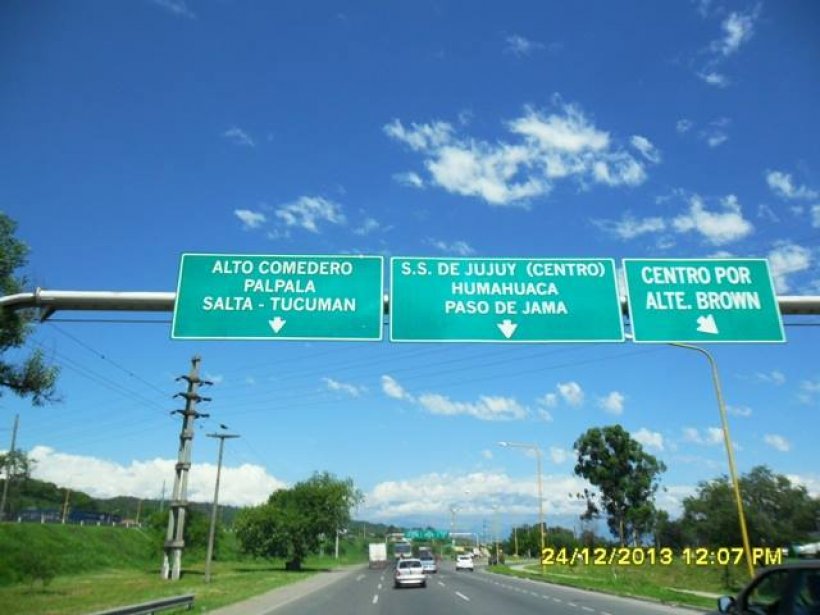 ALTO COMEDERO
PALPALA
SALTA - TUCUMAN
S.S. DE JUJUY (CENTRO)
HUMAHUACA
PASO DE JAMA
CENTRO POR
ALTE. BROWN
24/12/2013 12:07 PM